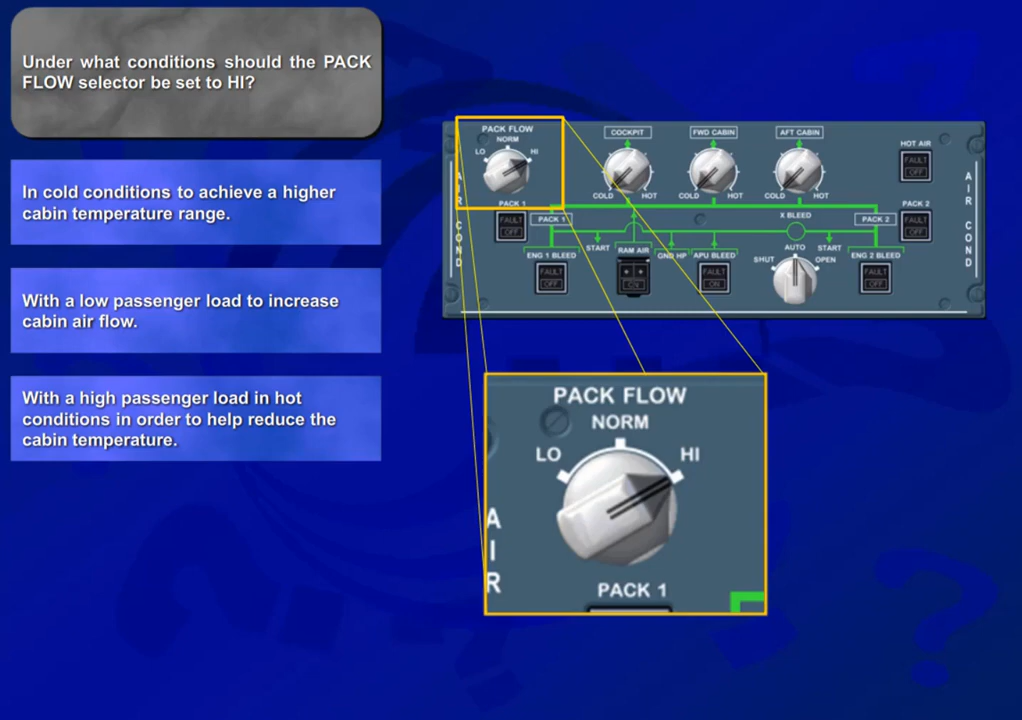 Under what conditions should the PACK
FLOW selector be set to HI?
In cold conditions to achieve a higher
cabin temperature range.
With a low passenger load to increase
cabin air flow.
With a high passenger load in hot
conditions in order to help reduce the
cabin temperature.
PACK FLOW
NORM
LO
HI
COCKPIT
FWD CABIN
AFT CABIN
HOT AIR
FAULT
OFF
COLD
HOT
COLD
HOT
COLD
HOT
AIR COND
AIR COND
PACK 1
FAULT
OFF
PACK 1
X BLEED
PACK 2
PACK 2
FAULT
OFF
START
RAM AIR
GND HP
APU BLEED
AUTO
START
ENG 1 BLEED
ENG 2 BLEED
SHUT
OPEN
FAULT
OFF
ON
FAULT
ON
FAULT
OFF
PACK FLOW
NORM
LO
HI
AIR
PACK 1